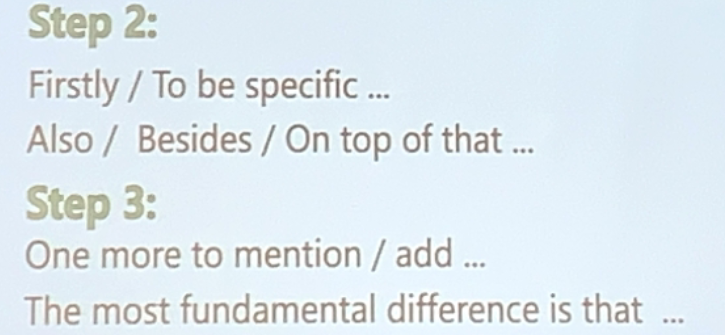 Step 2:
Firstly / To be specific ...
Also / Besides / On top of that ...
Step 3:
One more to mention / add ...
The most fundamental difference is that ...